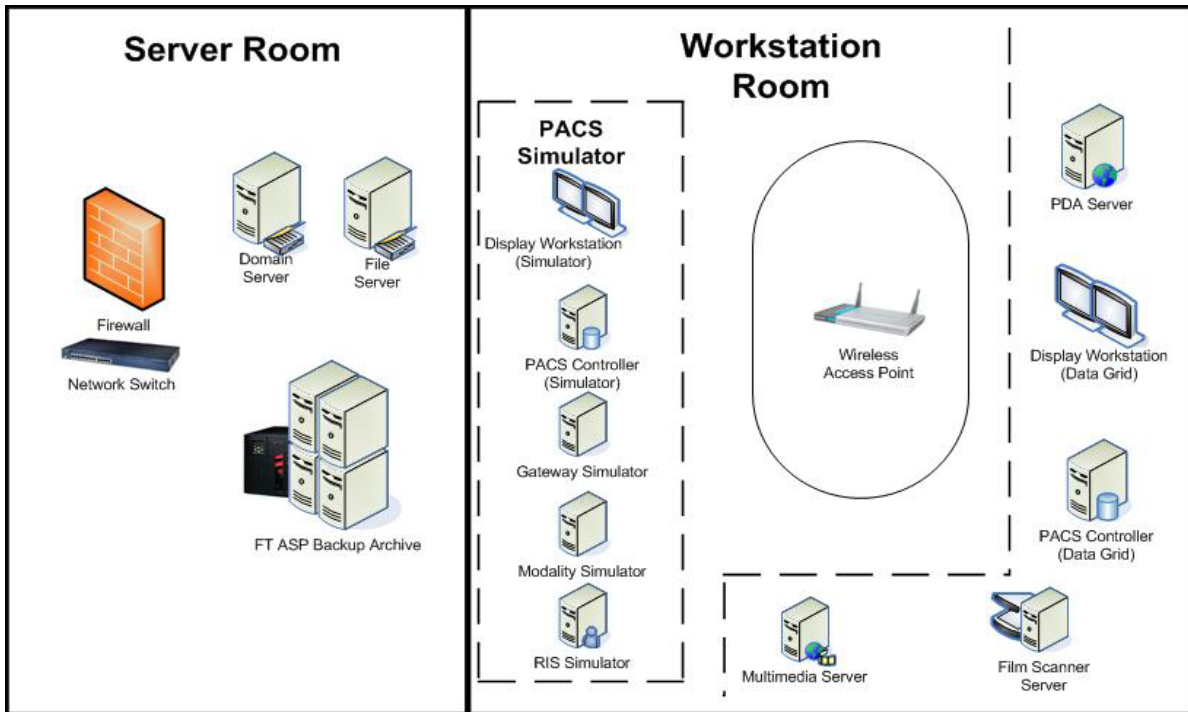 Server Room
Firewall
Network Switch
Domain
Server
File
Server
FT ASP Backup Archive
Workstation
Room
PACS
Simulator
Display Workstation
(Simulator)
PACS Controller
(Simulator)
Gateway Simulator
Modality Simulator
RIS Simulator
Wireless
Access Point
PDA Server
Display Workstation
(Data Grid)
PACS Controller
(Data Grid)
Multimedia Server
Film Scanner
Server